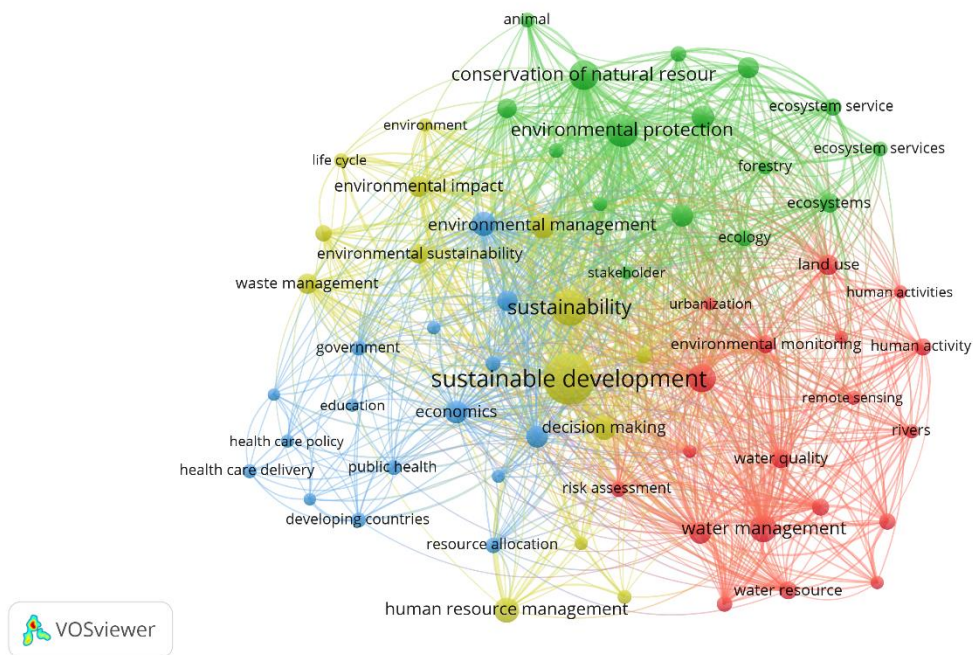 animal
conservation of natural resour
ecosystem service
environment
environmental protection
ecosystem services
life cycle
forestry
environmental impact
ecosystems
environmental management
ecology
environmental sustainability
stakeholder
land use
waste management
human activities
sustainability
urbanization
government
environmental monitoring
human activity
sustainable development
education
remote sensing
economics
decision making
rivers
health care policy
water quality
health care delivery
public health
risk assessment
developing countries
water management
resource allocation
water resource
human resource management
VOSviewer